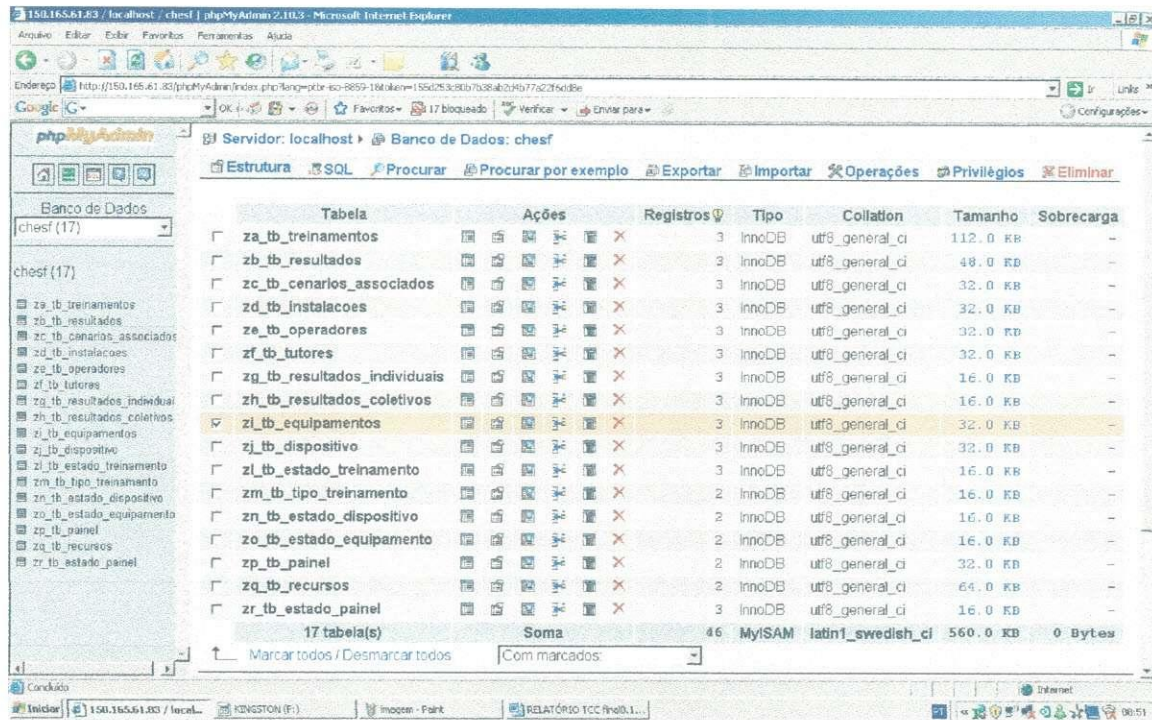 150.165.61.83 / localhost / chesf | phpMyAdmin 2.10.3 - Microsoft Internet Explorer
Arquivo Editar Exibir Favoritos Ferramentas Ajuda
Endereço
Google G OK Favoritos 17 bloqueado Verificar Enviar para Configurações
Ir Links
phpMyAdmin
Banco de Dados
chesf (17)
chesf (17)
za_tb_treinamentos
zb_tb_resultados
zc_tb_cenarios_associados
zd_tb_instalacoes
ze_tb_operadores
zf_tb_tutores
zg_tb_resultados_individuai
zh_tb_resultados_coletivos
zi_tb_equipamentos
zj_tb_dispositivo
zl_tb_estado_treinamento
zm_tb_tipo_treinamento
zn_tb_estado_dispositivo
zo_tb_estado_equipamento
zp_tb_painel
zq_tb_recursos
zr_tb_estado_painel
Servidor: localhost Banco de Dados: chesf
Estrutura SQL Procurar Procurar por exemplo Exportar Importar Operações Privilégios Eliminar
Tabela Ações Registros Tipo Collation Tamanho Sobrecarga
za_tb_treinamentos 3 InnoDB utf8_general_ci 112.0 KB -
zb_tb_resultados 3 InnoDB utf8_general_ci 48.0 KB -
zc_tb_cenarios_associados 3 InnoDB utf8_general_ci 32.0 KB -
zd_tb_instalacoes 3 InnoDB utf8_general_ci 32.0 KB -
ze_tb_operadores 3 InnoDB utf8_general_ci 32.0 KB -
zf_tb_tutores 3 InnoDB utf8_general_ci 32.0 KB -
zg_tb_resultados_individuais 3 InnoDB utf8_general_ci 16.0 KB -
zh_tb_resultados_coletivos 3 InnoDB utf8_general_ci 16.0 KB -
zi_tb_equipamentos 3 InnoDB utf8_general_ci 32.0 KB -
zj_tb_dispositivo 3 InnoDB utf8_general_ci 32.0 KB -
zl_tb_estado_treinamento 3 InnoDB utf8_general_ci 16.0 KB -
zm_tb_tipo_treinamento 2 InnoDB utf8_general_ci 16.0 KB -
zn_tb_estado_dispositivo 2 InnoDB utf8_general_ci 16.0 KB -
zo_tb_estado_equipamento 2 InnoDB utf8_general_ci 16.0 KB -
zp_tb_painel 2 InnoDB utf8_general_ci 32.0 KB -
zq_tb_recursos 2 InnoDB utf8_general_ci 64.0 KB -
zr_tb_estado_painel 3 InnoDB utf8_general_ci 16.0 KB -
17 tabela(s) Soma 46 MyISAM latin1_swedish_ci 560.0 KB 0 Bytes
Marcar todos / Desmarcar todos Com marcados:
Concluído Internet
Iniciar 150.165.61.83 / local... KINGSTON (F:) imagem - Paint RELATÓRIO TCC final0.1.... 08:51